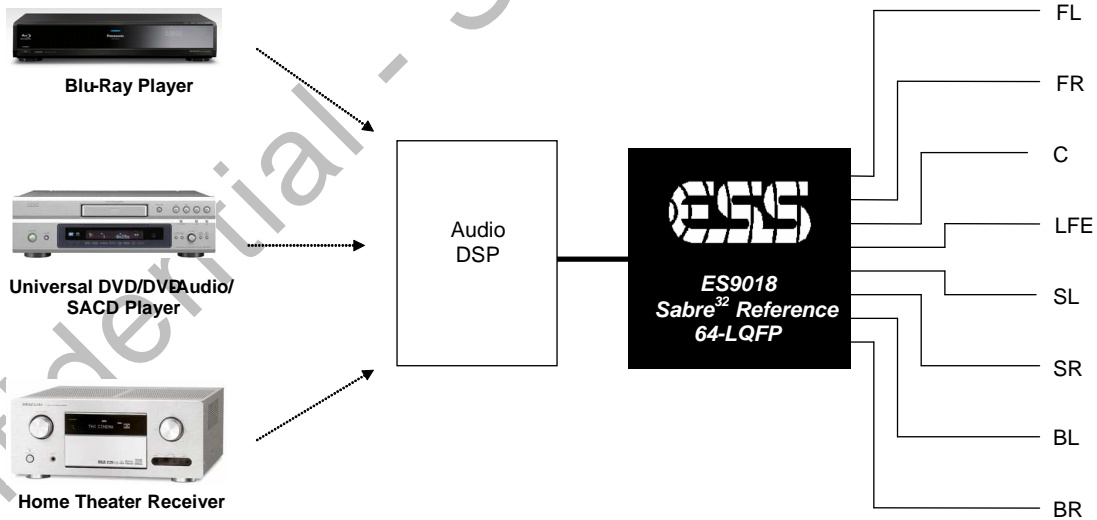 Blu-Ray Player
Universal DVD/DVD-Audio/
SACD Player
Home Theater Receiver
Audio
DSP
ESS
ES9018
Sabre32 Reference
64-LQFP
FL
FR
C
LFE
SL
SR
BL
BR